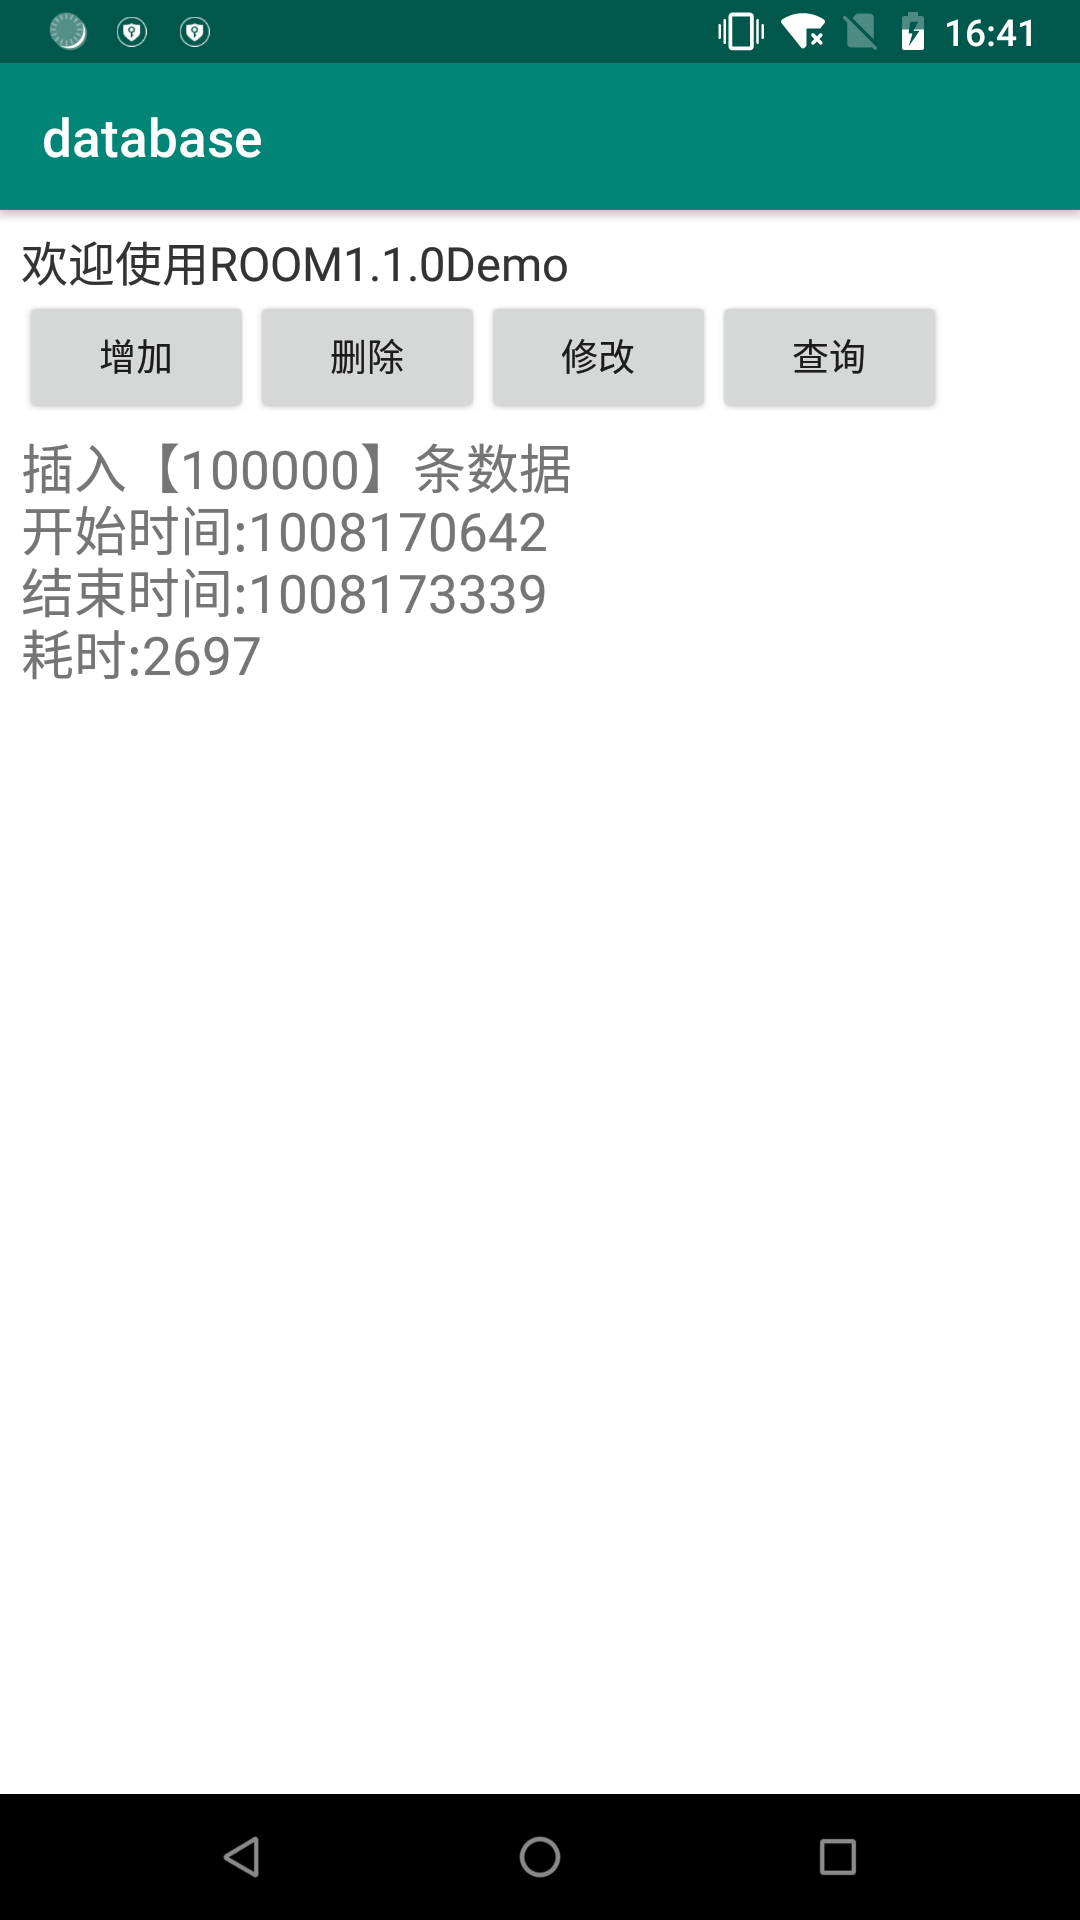 16:41
database
欢迎使用ROOM1.1.0Demo
增加 删除 修改 查询
插入【100000】条数据
开始时间:1008170642
结束时间:1008173339
耗时:2697